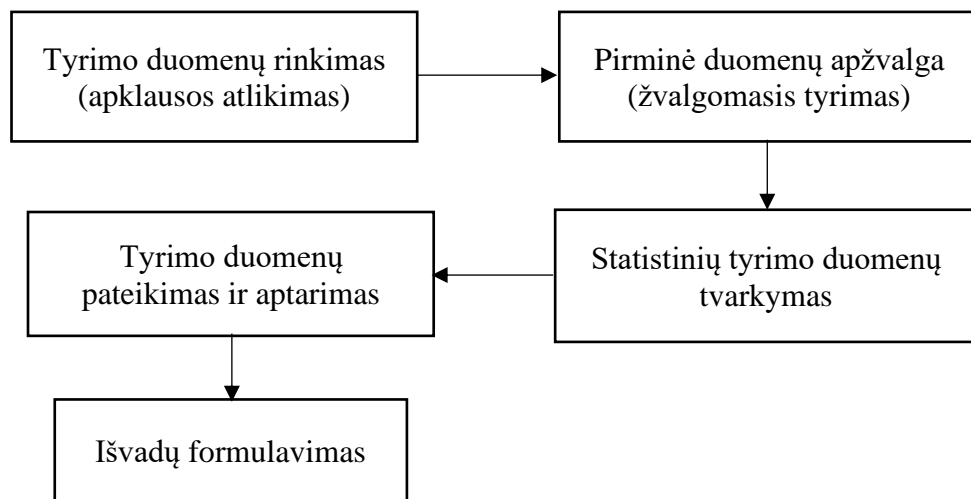 Tyrimo duomenų rinkimas
(apklausos atlikimas)
Pirminė duomenų apžvalga
(žvalgomasis tyrimas)
Statistinių tyrimo duomenų
tvarkymas
Tyrimo duomenų
pateikimas ir aptarimas
Išvadų formulavimas